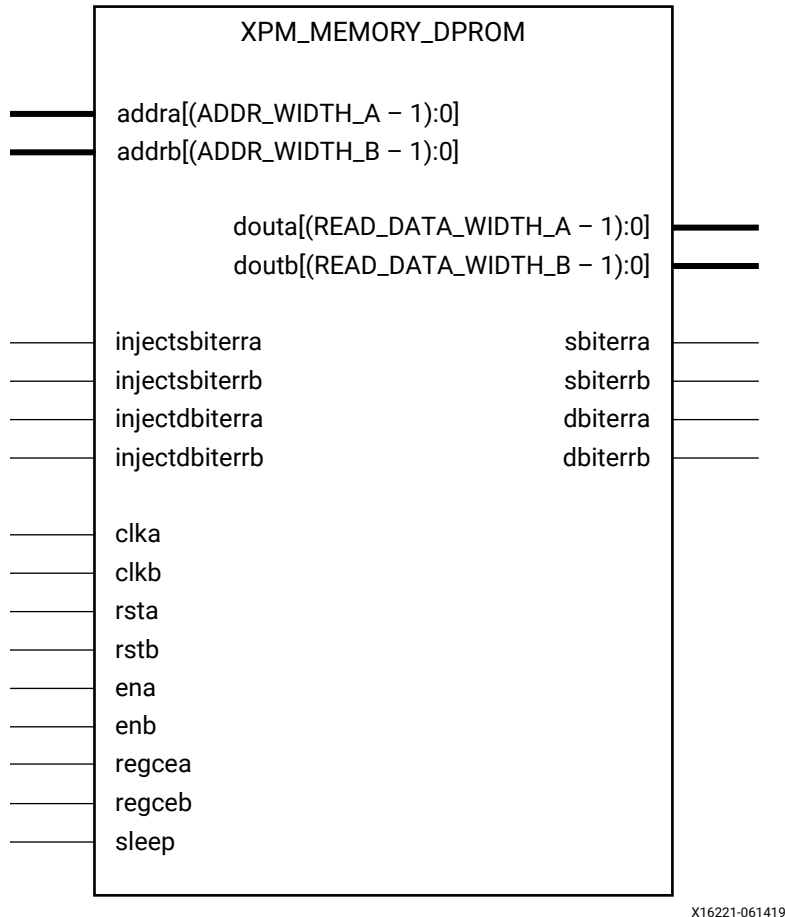 XPM_MEMORY_DPROM
addra[(ADDR_WIDTH_A – 1):0]
addrb[(ADDR_WIDTH_B – 1):0]
douta[(READ_DATA_WIDTH_A – 1):0]
doutb[(READ_DATA_WIDTH_B – 1):0]
injectsbiterra sbiterra
injectsbiterrb sbiterrb
injectdbiterra dbiterra
injectdbiterrb dbiterrb
clka
clkb
rsta
rstb
ena
enb
regcea
regceb
sleep
X16221-061419